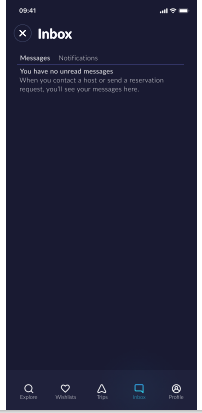 09:41
Inbox
Messages Notifications
You have no unread messages
When you contact a host or send a reservation
request, you'll see your messages here.
Explore Wishlists Trips Inbox Profile